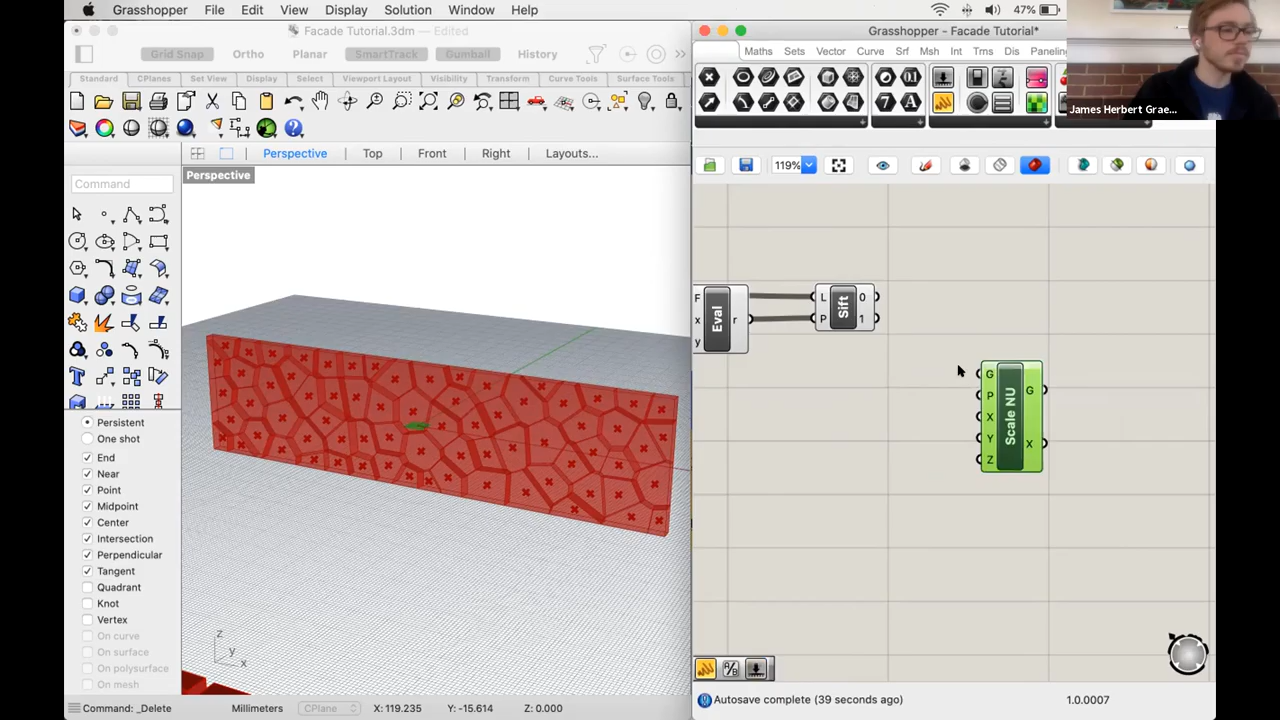 Grasshopper File Edit View Display Solution Window Help 47%
Facade Tutorial.3dm — Edited
Grasshopper - Facade Tutorial*
James Herbert Grae...
Grid Snap Ortho Planar SmartTrack Gumball History
Maths Sets Vector Curve Srf Msh Int Trns Dis Paneling
Standard CPlanes Set View Display Select Viewport Layout Visibility Transform Curve Tools Surface Tools
Perspective Top Front Right Layouts...
119%
Perspective
Command
F
x
y
Eval
r
L
P
Sift
0
1
G
P
X
Y
Z
Scale NU
G
X
Persistent
One shot
End
Near
Point
Midpoint
Center
Intersection
Perpendicular
Tangent
Quadrant
Knot
Vertex
On curve
On surface
On polysurface
On mesh
z
y
x
Command: _Delete Millimeters CPlane X: 119.235 Y: -15.614 Z: 0.000
Autosave complete (39 seconds ago) 1.0.0007